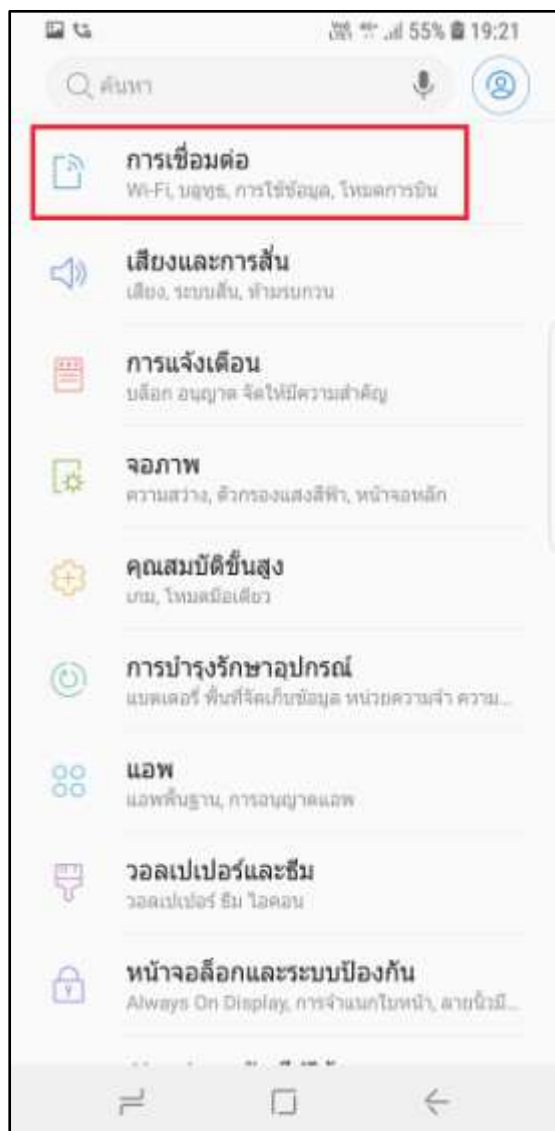 55% 19:21
ค้นหา
การเชื่อมต่อ
Wi-Fi, บลูทูธ, การใช้ข้อมูล, โหมดการบิน
เสียงและการสั่น
เสียง, ระบบสั่น, ห้ามรบกวน
การแจ้งเตือน
บล็อก อนุญาต จัดให้มีความสำคัญ
จอภาพ
ความสว่าง, ตัวกรองแสงสีฟ้า, หน้าจอหลัก
คุณสมบัติขั้นสูง
เกม, โหมดมือเดียว
การบำรุงรักษาอุปกรณ์
แบตเตอรี่ พื้นที่จัดเก็บข้อมูล หน่วยความจำ ความ...
แอพ
แอพพื้นฐาน, การอนุญาตแอพ
วอลเปเปอร์และธีม
วอลเปเปอร์ ธีม ไอคอน
หน้าจอล็อกและระบบป้องกัน
Always On Display, การจำแนกใบหน้า, ลายนิ้วมื...